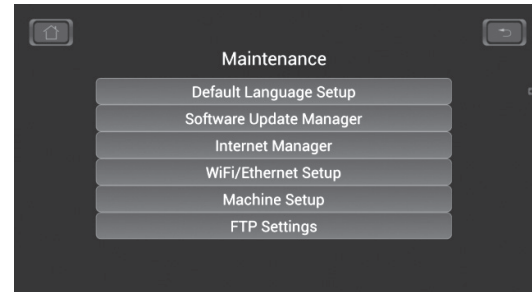 Maintenance
Default Language Setup
Software Update Manager
Internet Manager
WiFi/Ethernet Setup
Machine Setup
FTP Settings